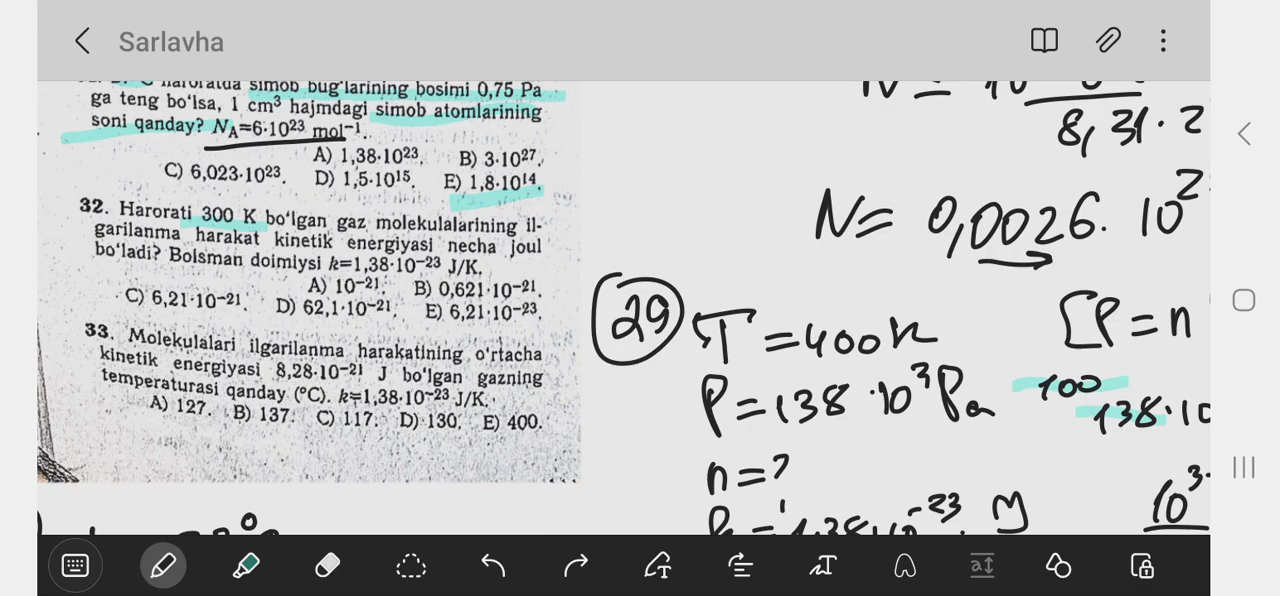 Sarlavha
haroratda simob bug‘larining bosimi 0,75 Pa
ga teng bo‘lsa, 1 cm³ hajmdagi simob atomlarining
soni qanday? N_A=6·10²³ mol⁻¹.
A) 1,38·10²³. B) 3·10²⁷.
C) 6,023·10²³. D) 1,5·10¹⁵. E) 1,8·10¹⁴.
32. Harorati 300 K bo‘lgan gaz molekulalarining il-
garilanma harakat kinetik energiyasi necha joul
bo‘ladi? Bolsman doimlysi k=1,38·10⁻²³ J/K.
A) 10⁻²¹. B) 0,621·10⁻²¹.
C) 6,21·10⁻²¹. D) 62,1·10⁻²¹. E) 6,21·10⁻²³.
33. Molekulalari ilgarilanma harakatining o‘rtacha
kinetik energiyasi 8,28·10⁻²¹ J bo‘lgan gazning
temperaturasi qanday (°C). k=1,38·10⁻²³ J/K.
A) 127. B) 137. C) 117. D) 130. E) 400.
8,31·2
N = 0,0026·10²
29 T = 400K
P = 138·10³ Pa
n = ?
P = n
100
138·10
10³